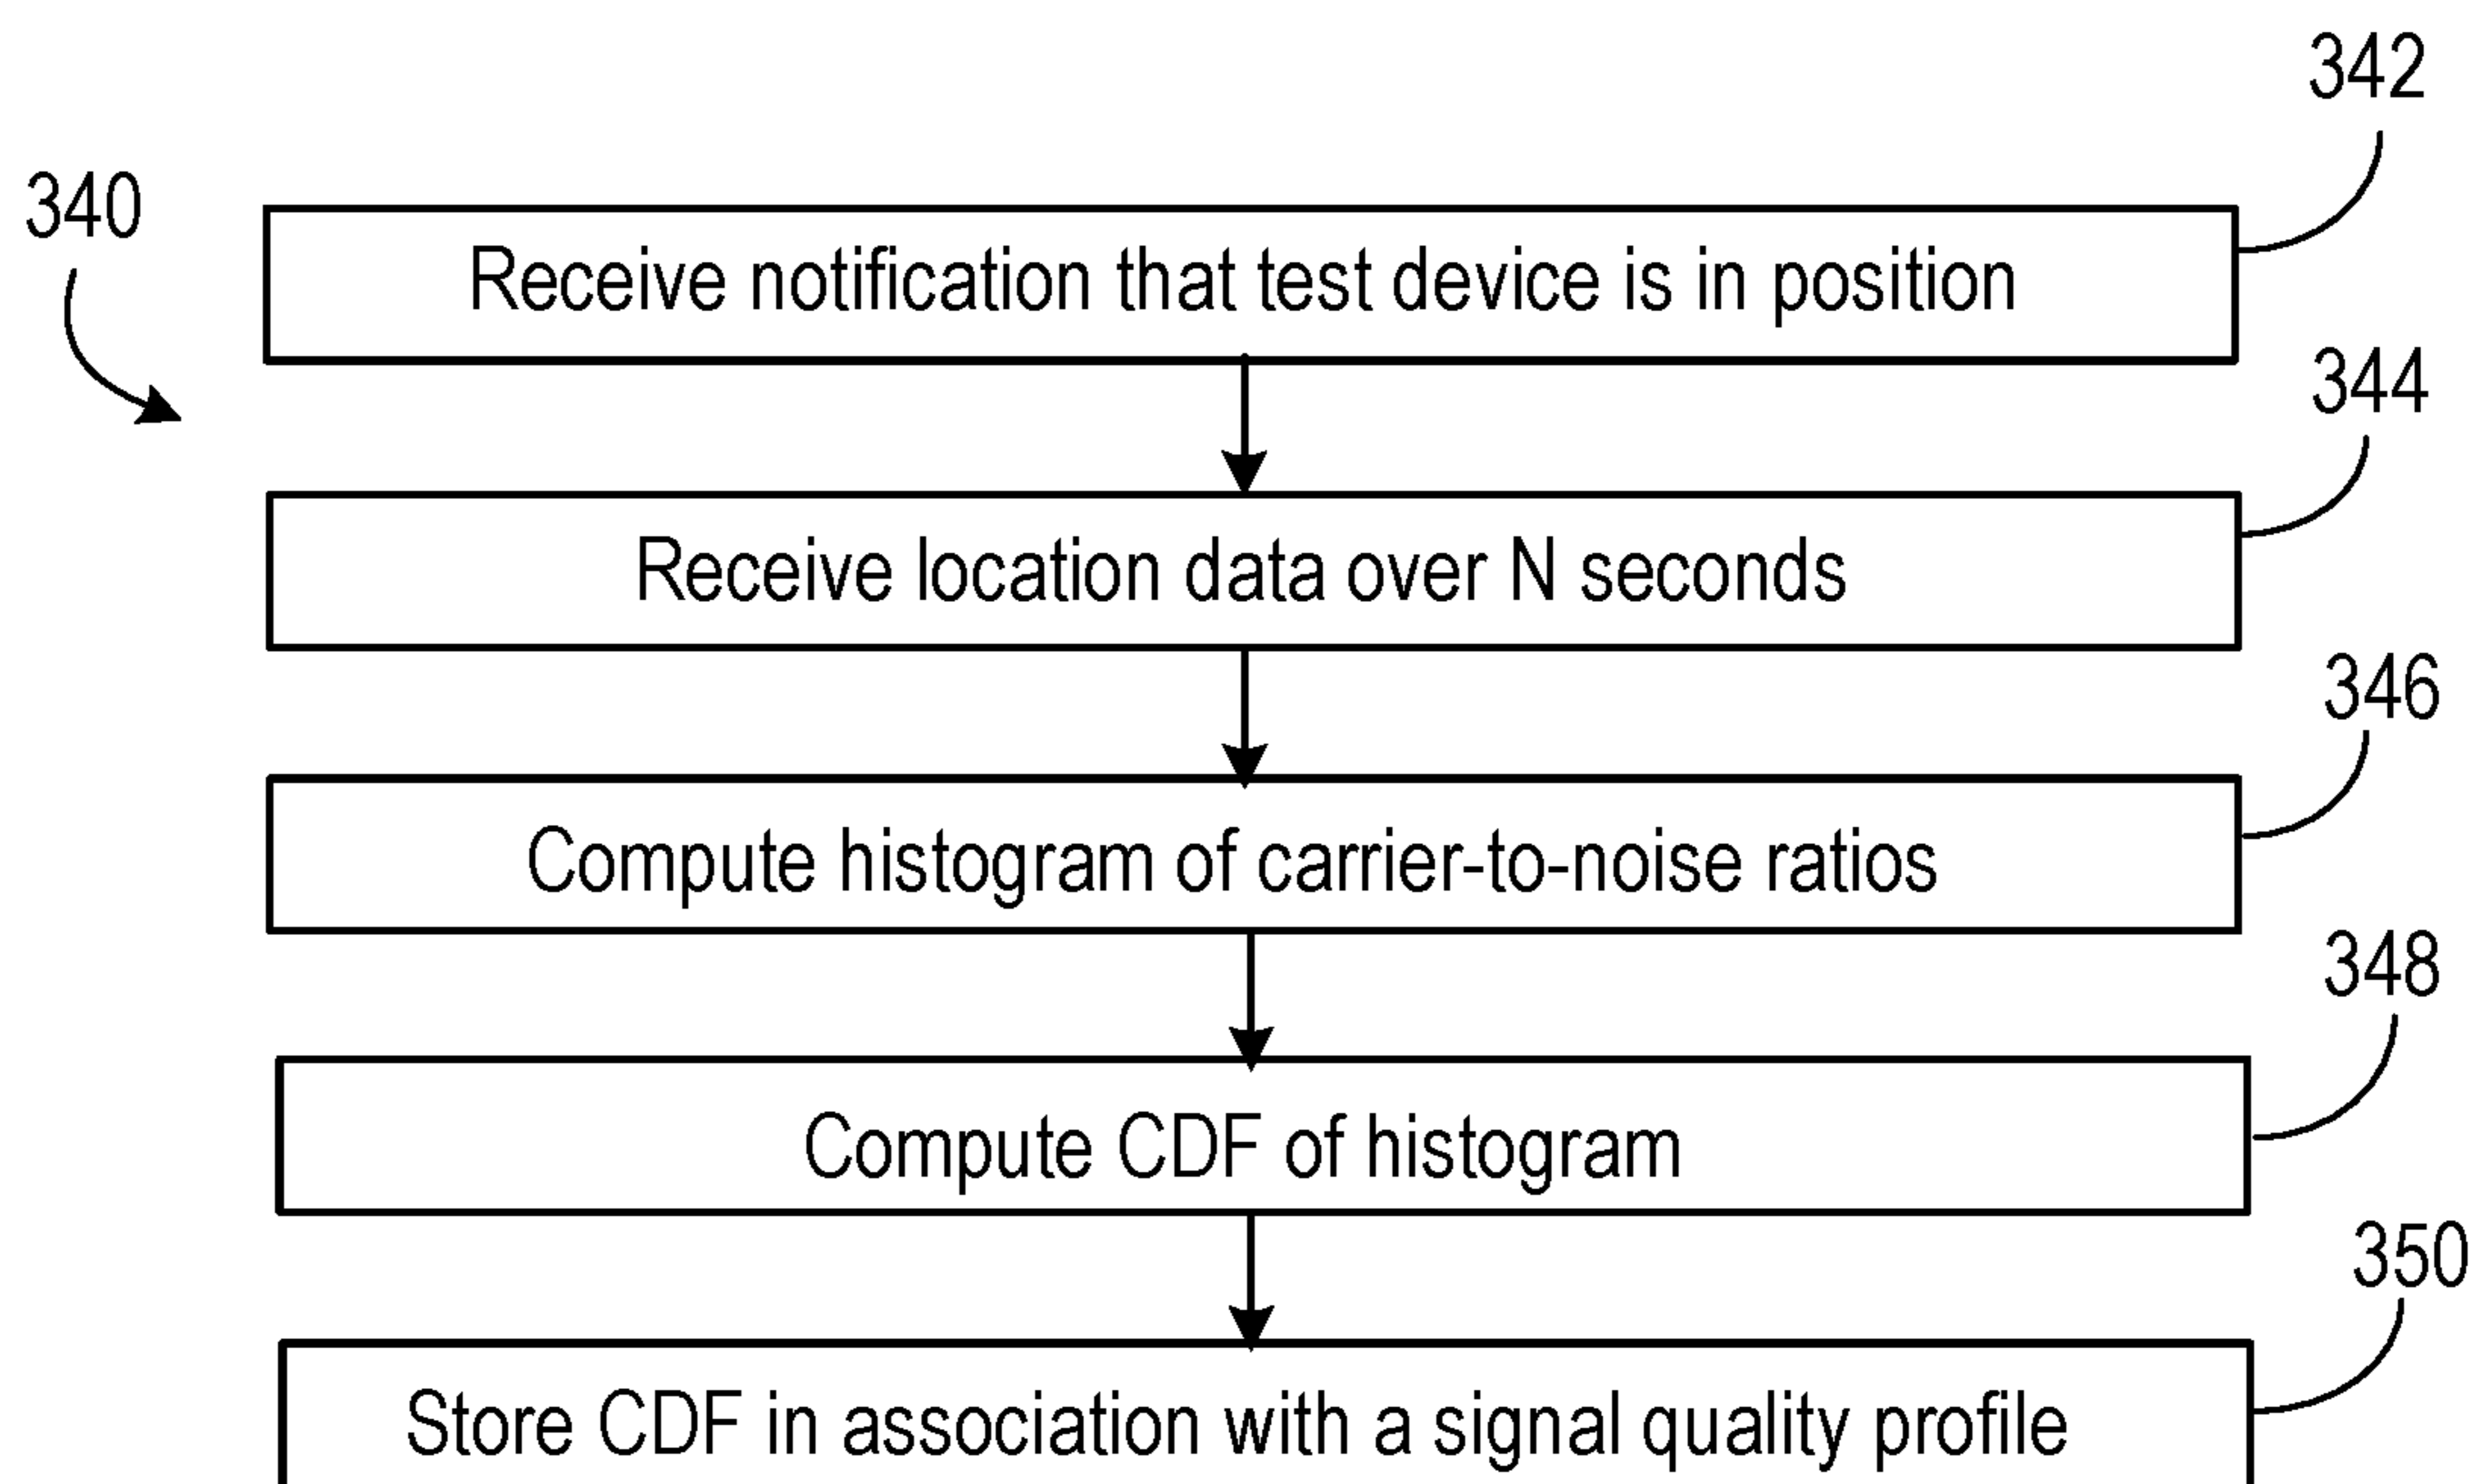 342
340
Receive notification that test device is in position
344
Receive location data over N seconds
346
Compute histogram of carrier-to-noise ratios
348
Compute CDF of histogram
350
Store CDF in association with a signal quality profile